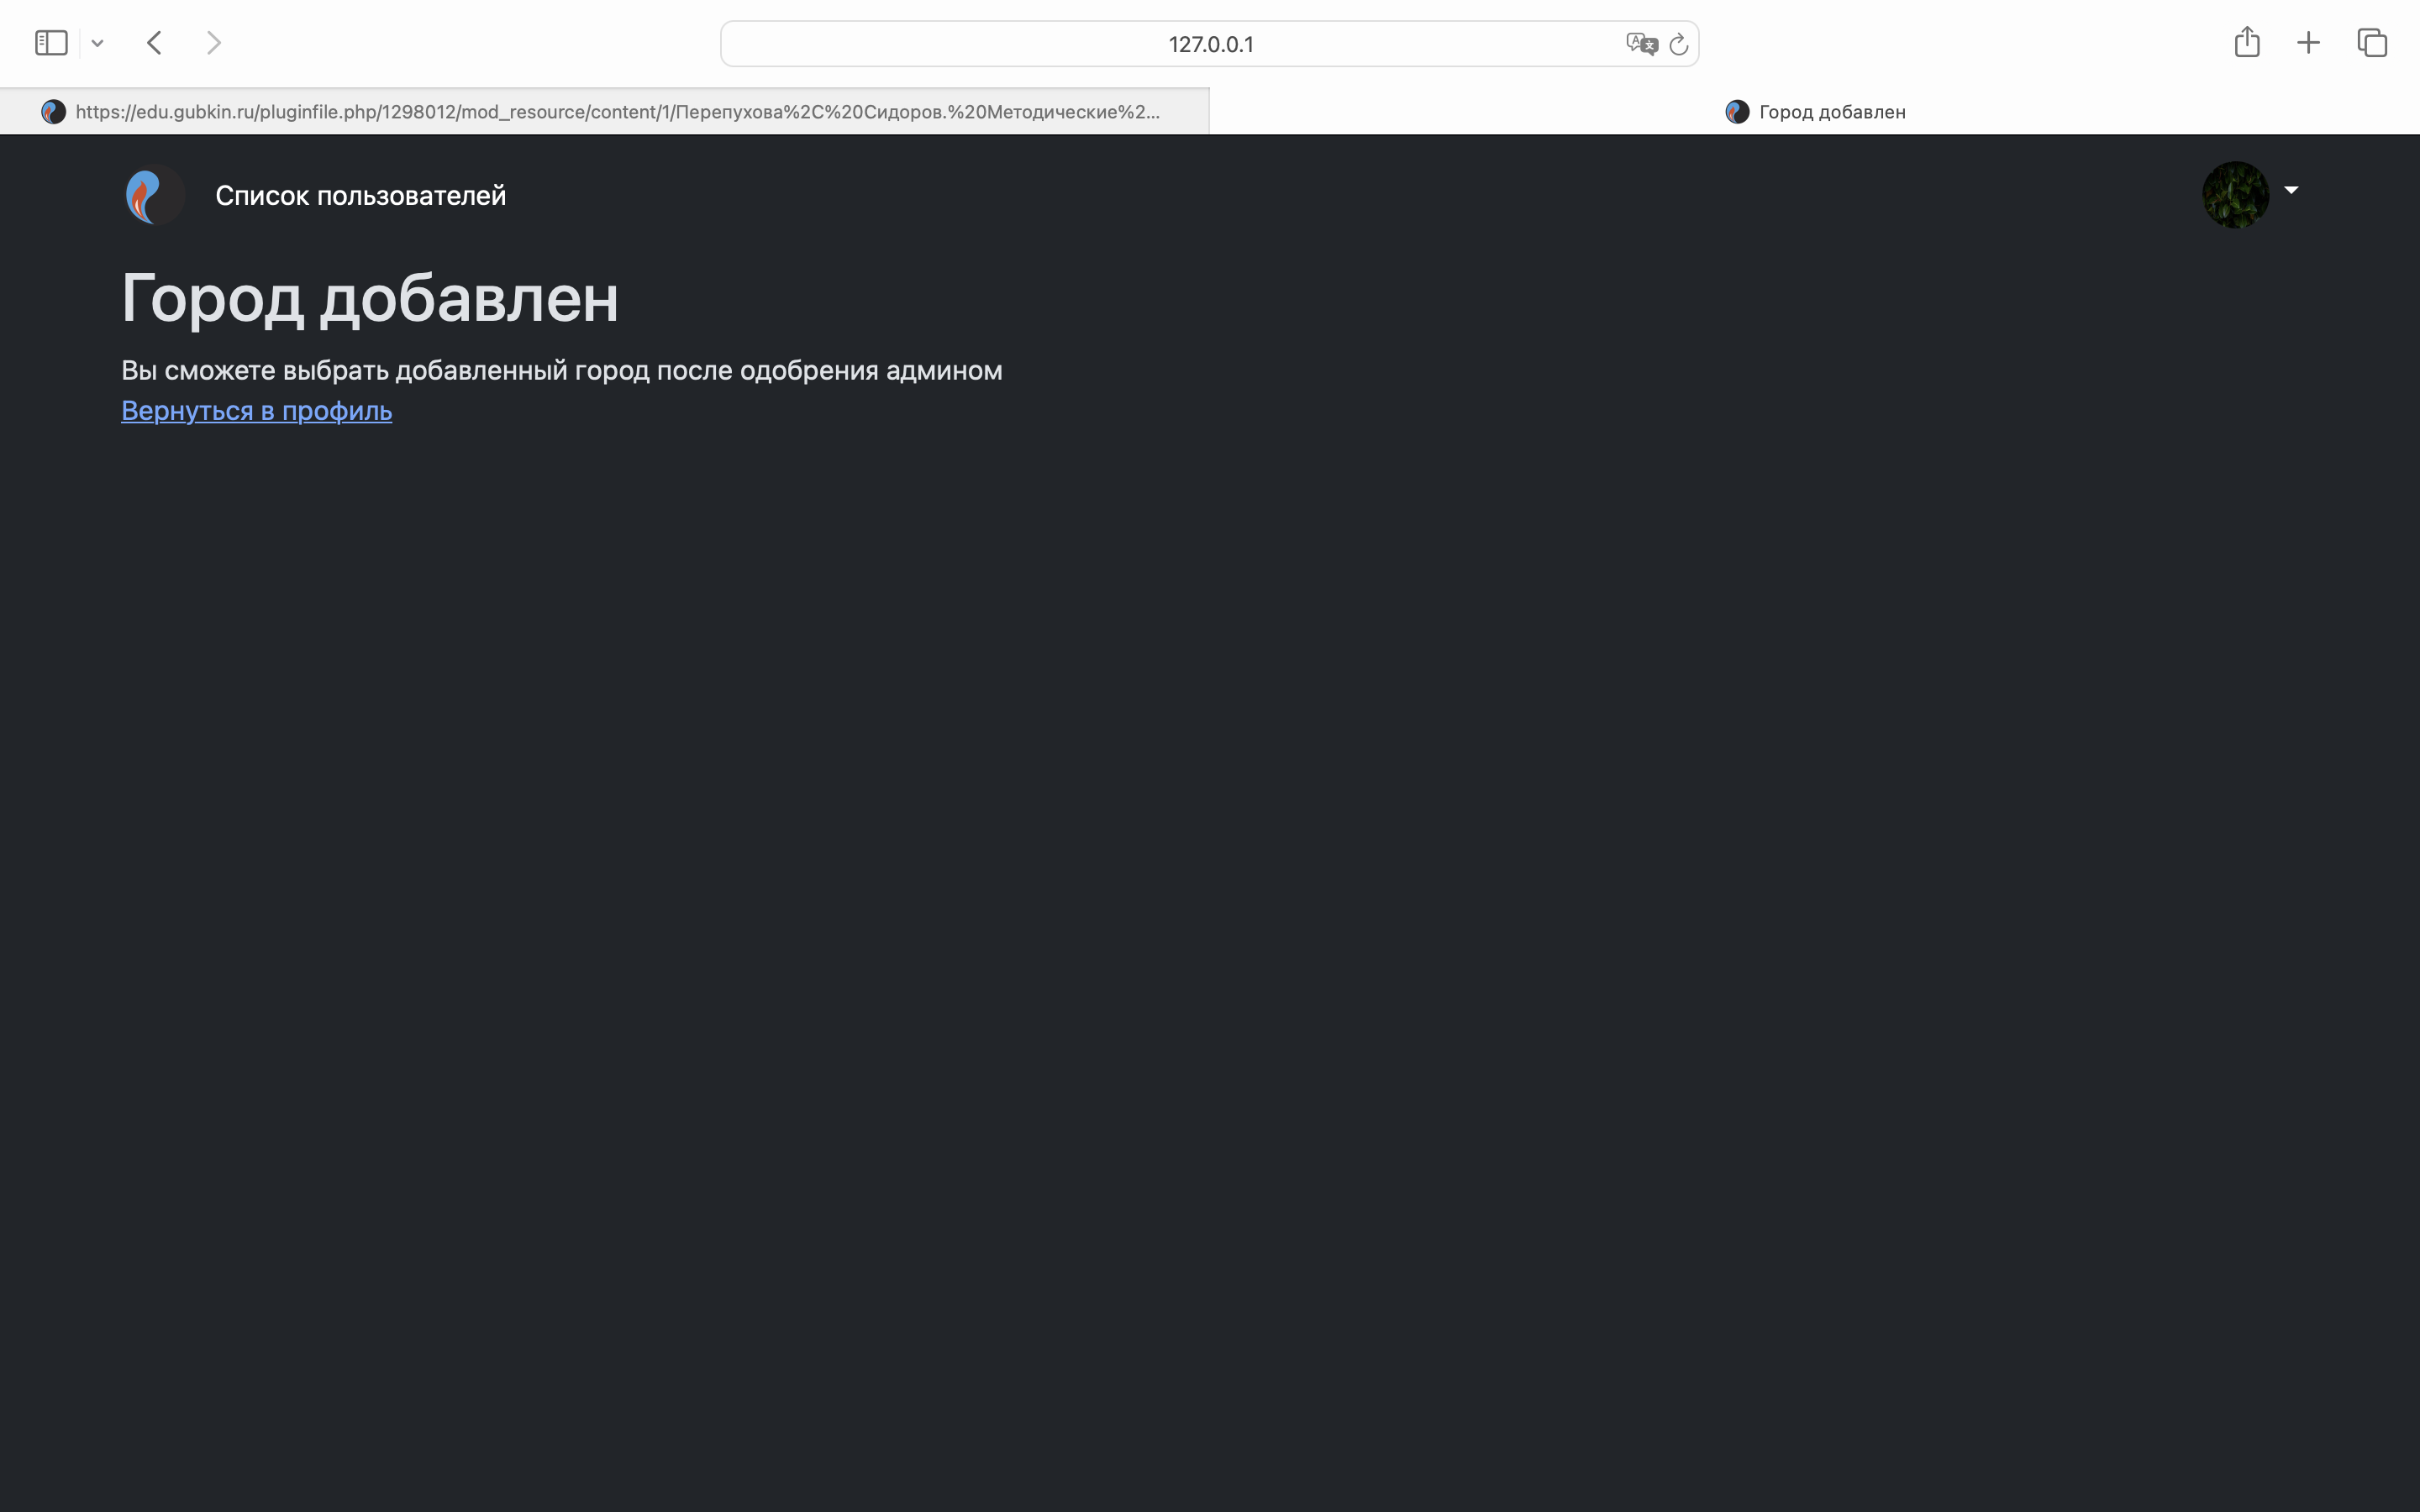 127.0.0.1
https://edu.gubkin.ru/pluginfile.php/1298012/mod_resource/content/1/Перепухова%2C%20Сидоров.%20Методические%2...
Город добавлен
Список пользователей
Город добавлен
Вы сможете выбрать добавленный город после одобрения админом
Вернуться в профиль